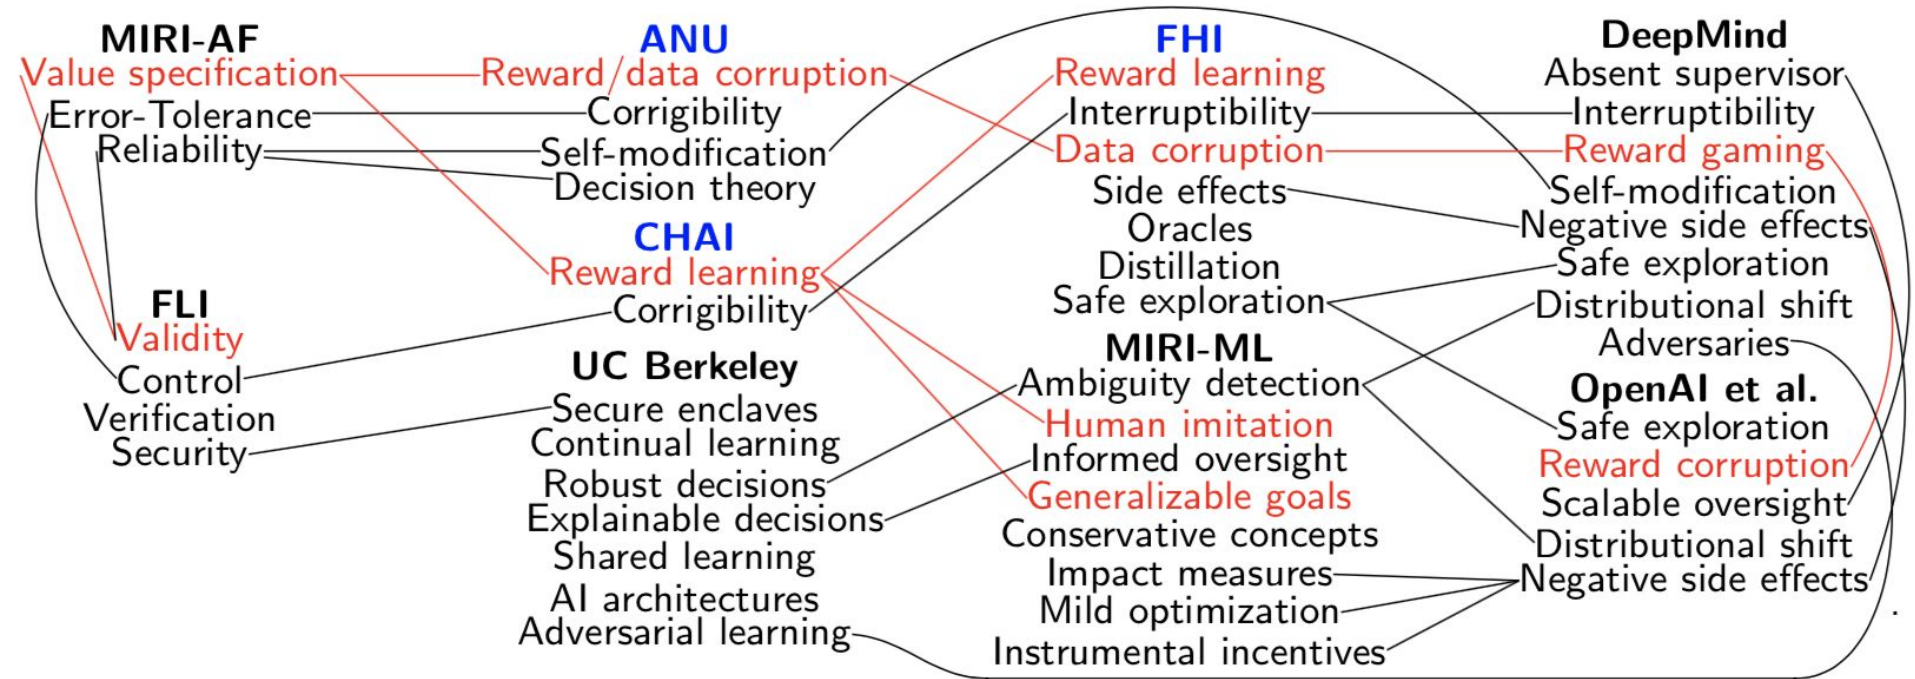 MIRI-AF
Value specification
Error-Tolerance
Reliability
FLI
Validity
Control
Verification
Security
ANU
Reward/data corruption
Corrigibility
Self-modification
Decision theory
CHAI
Reward learning
Corrigibility
UC Berkeley
Secure enclaves
Continual learning
Robust decisions
Explainable decisions
Shared learning
AI architectures
Adversarial learning
FHI
Reward learning
Interruptibility
Data corruption
Side effects
Oracles
Distillation
Safe exploration
MIRI-ML
Ambiguity detection
Human imitation
Informed oversight
Generalizable goals
Conservative concepts
Impact measures
Mild optimization
Instrumental incentives
DeepMind
Absent supervisor
Interruptibility
Reward gaming
Self-modification
Negative side effects
Safe exploration
Distributional shift
Adversaries
OpenAI et al.
Safe exploration
Reward corruption
Scalable oversight
Distributional shift
Negative side effects
.